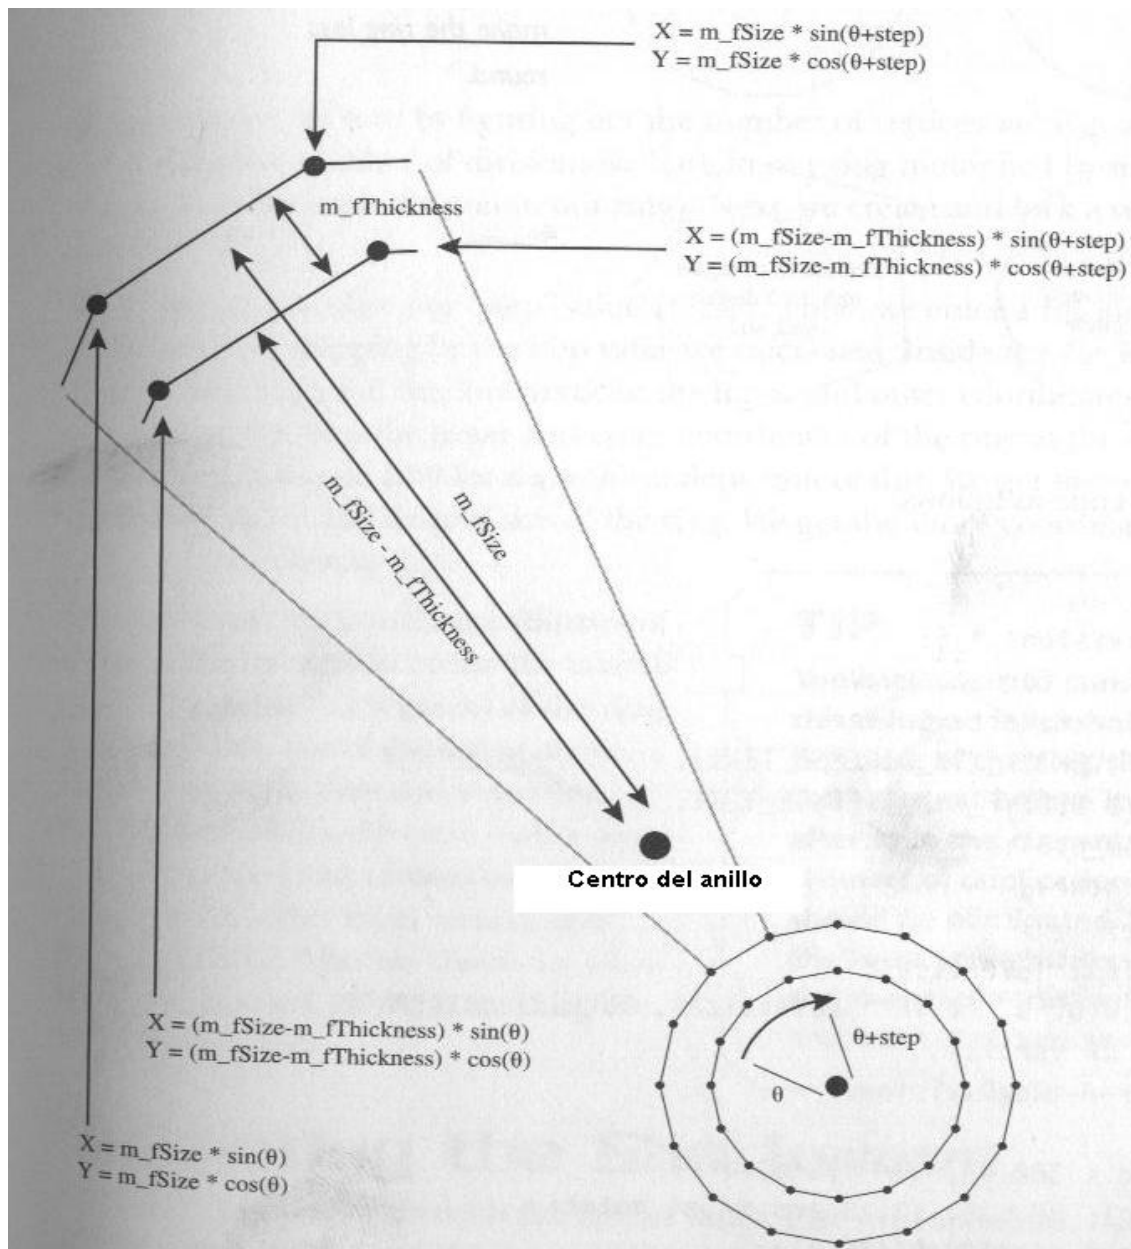 X = m_fSize * sin(θ+step)
Y = m_fSize * cos(θ+step)
m_fThickness
X = (m_fSize-m_fThickness) * sin(θ+step)
Y = (m_fSize-m_fThickness) * cos(θ+step)
m_fSize
m_fSize - m_fThickness
Centro del anillo
θ+step
θ
X = (m_fSize-m_fThickness) * sin(θ)
Y = (m_fSize-m_fThickness) * cos(θ)
X = m_fSize * sin(θ)
Y = m_fSize * cos(θ)